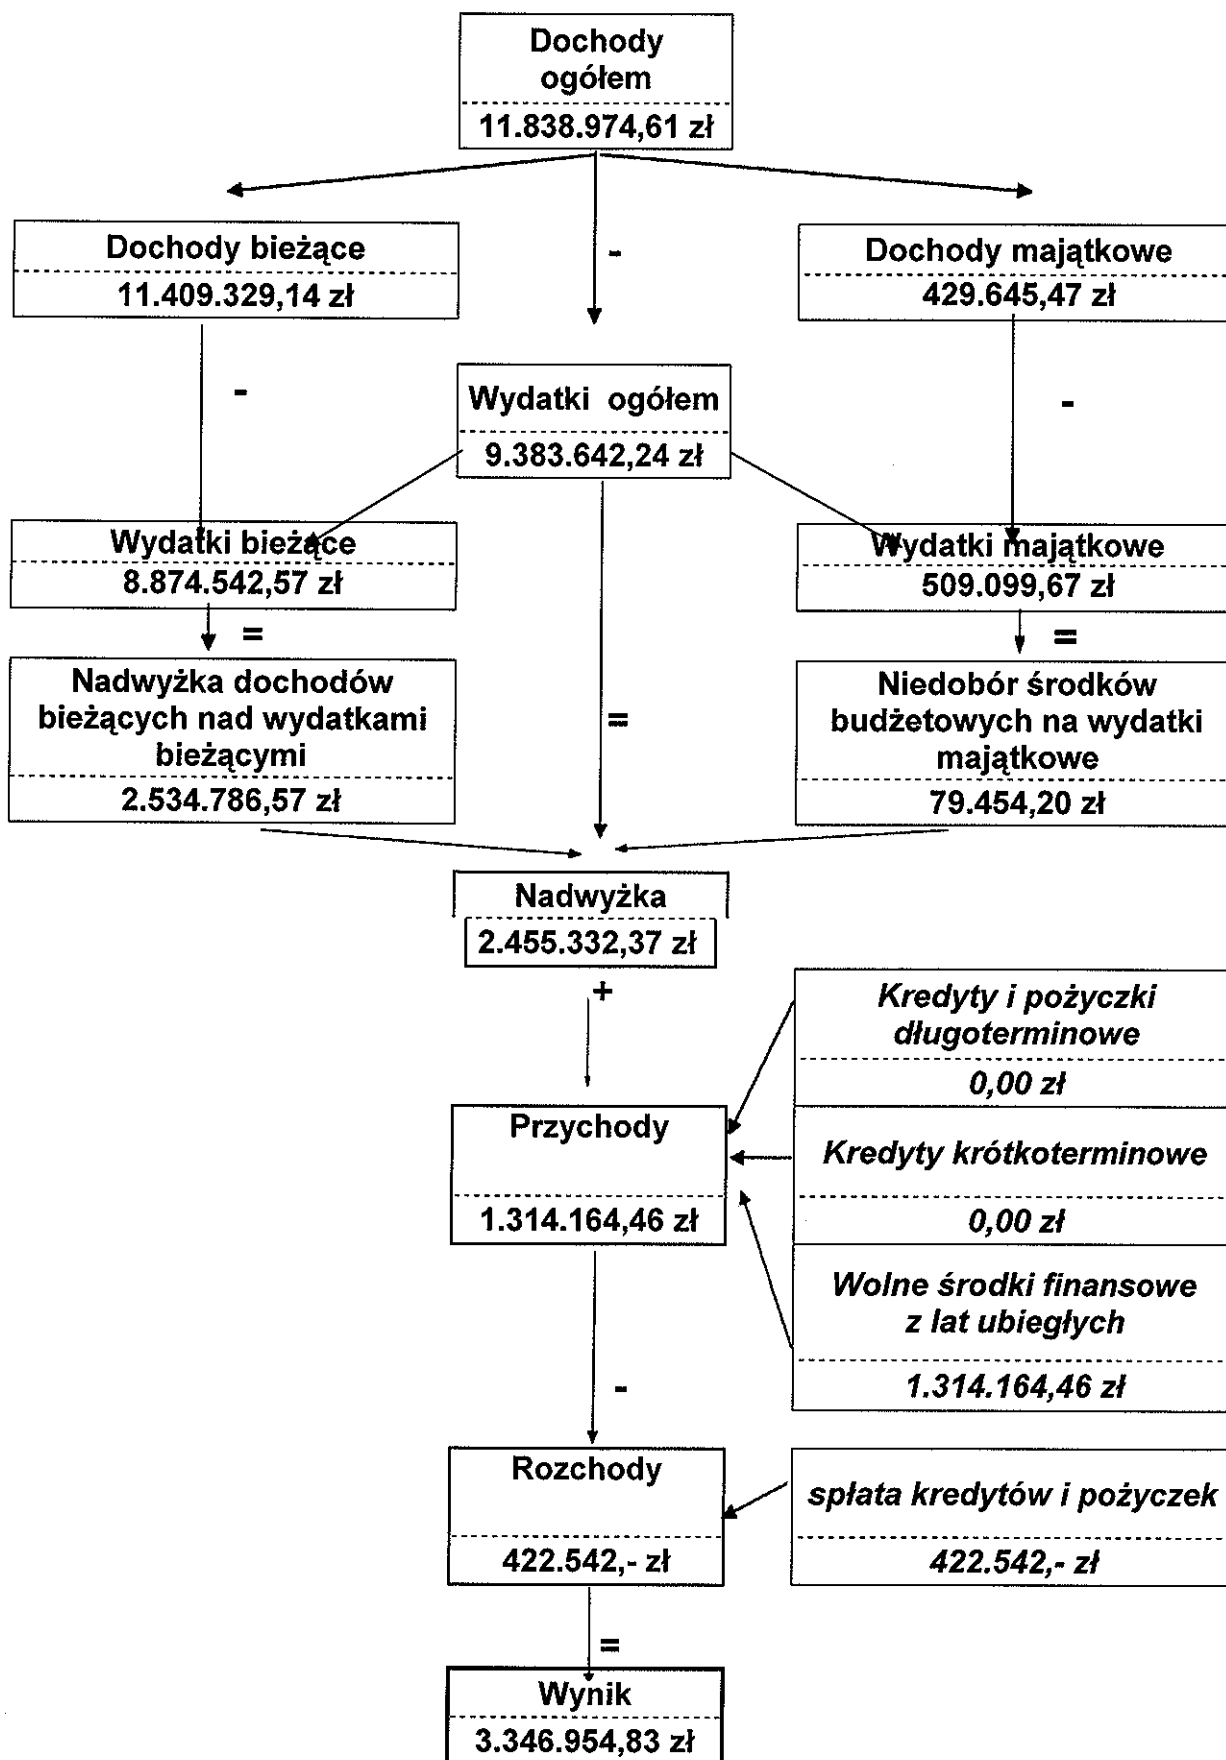 Dochody
ogółem
11.838.974,61 zł
Dochody bieżące
11.409.329,14 zł
-
Dochody majątkowe
429.645,47 zł
-
Wydatki ogółem
9.383.642,24 zł
-
Wydatki bieżące
8.874.542,57 zł
=
Wydatki majątkowe
509.099,67 zł
=
Nadwyżka dochodów
bieżących nad wydatkami
bieżącymi
2.534.786,57 zł
=
Niedobór środków
budżetowych na wydatki
majątkowe
79.454,20 zł
Nadwyżka
2.455.332,37 zł
+
Kredyty i pożyczki
długoterminowe
0,00 zł
Przychody
1.314.164,46 zł
Kredyty krótkoterminowe
0,00 zł
Wolne środki finansowe
z lat ubiegłych
1.314.164,46 zł
-
Rozchody
422.542,- zł
spłata kredytów i pożyczek
422.542,- zł
=
Wynik
3.346.954,83 zł